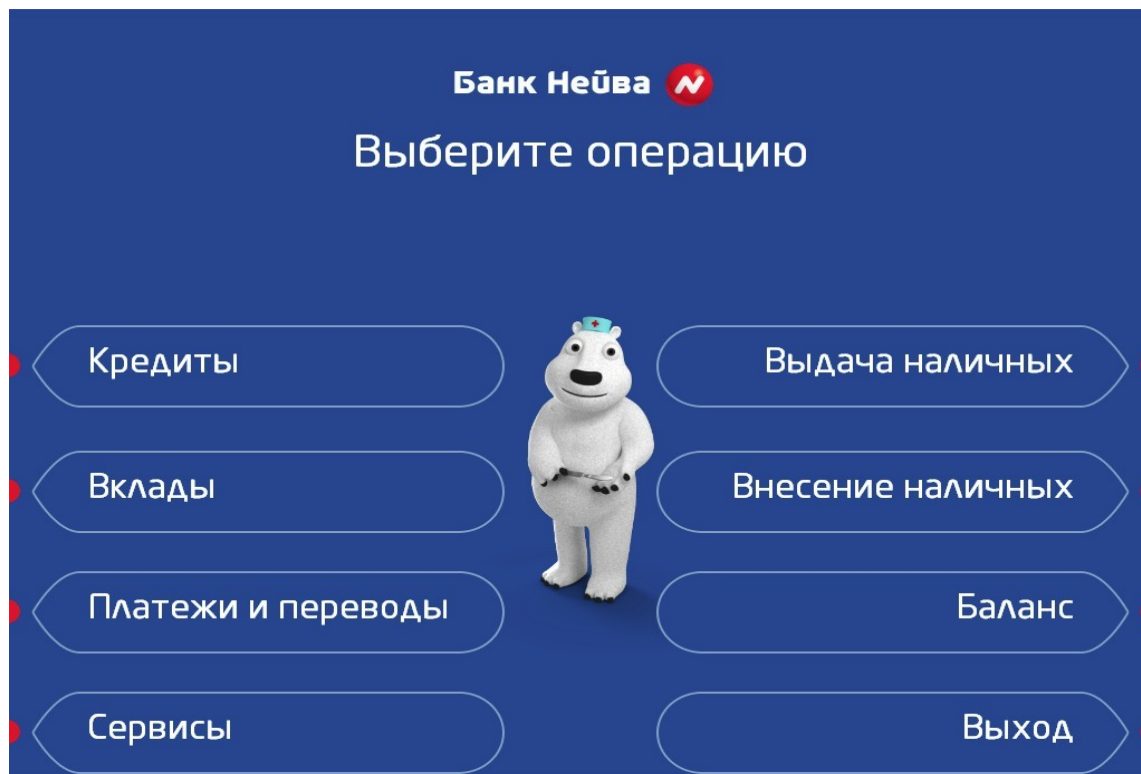 Банк Нейва
Выберите операцию
Кредиты
Выдача наличных
Вклады
Внесение наличных
Платежи и переводы
Баланс
Сервисы
Выход